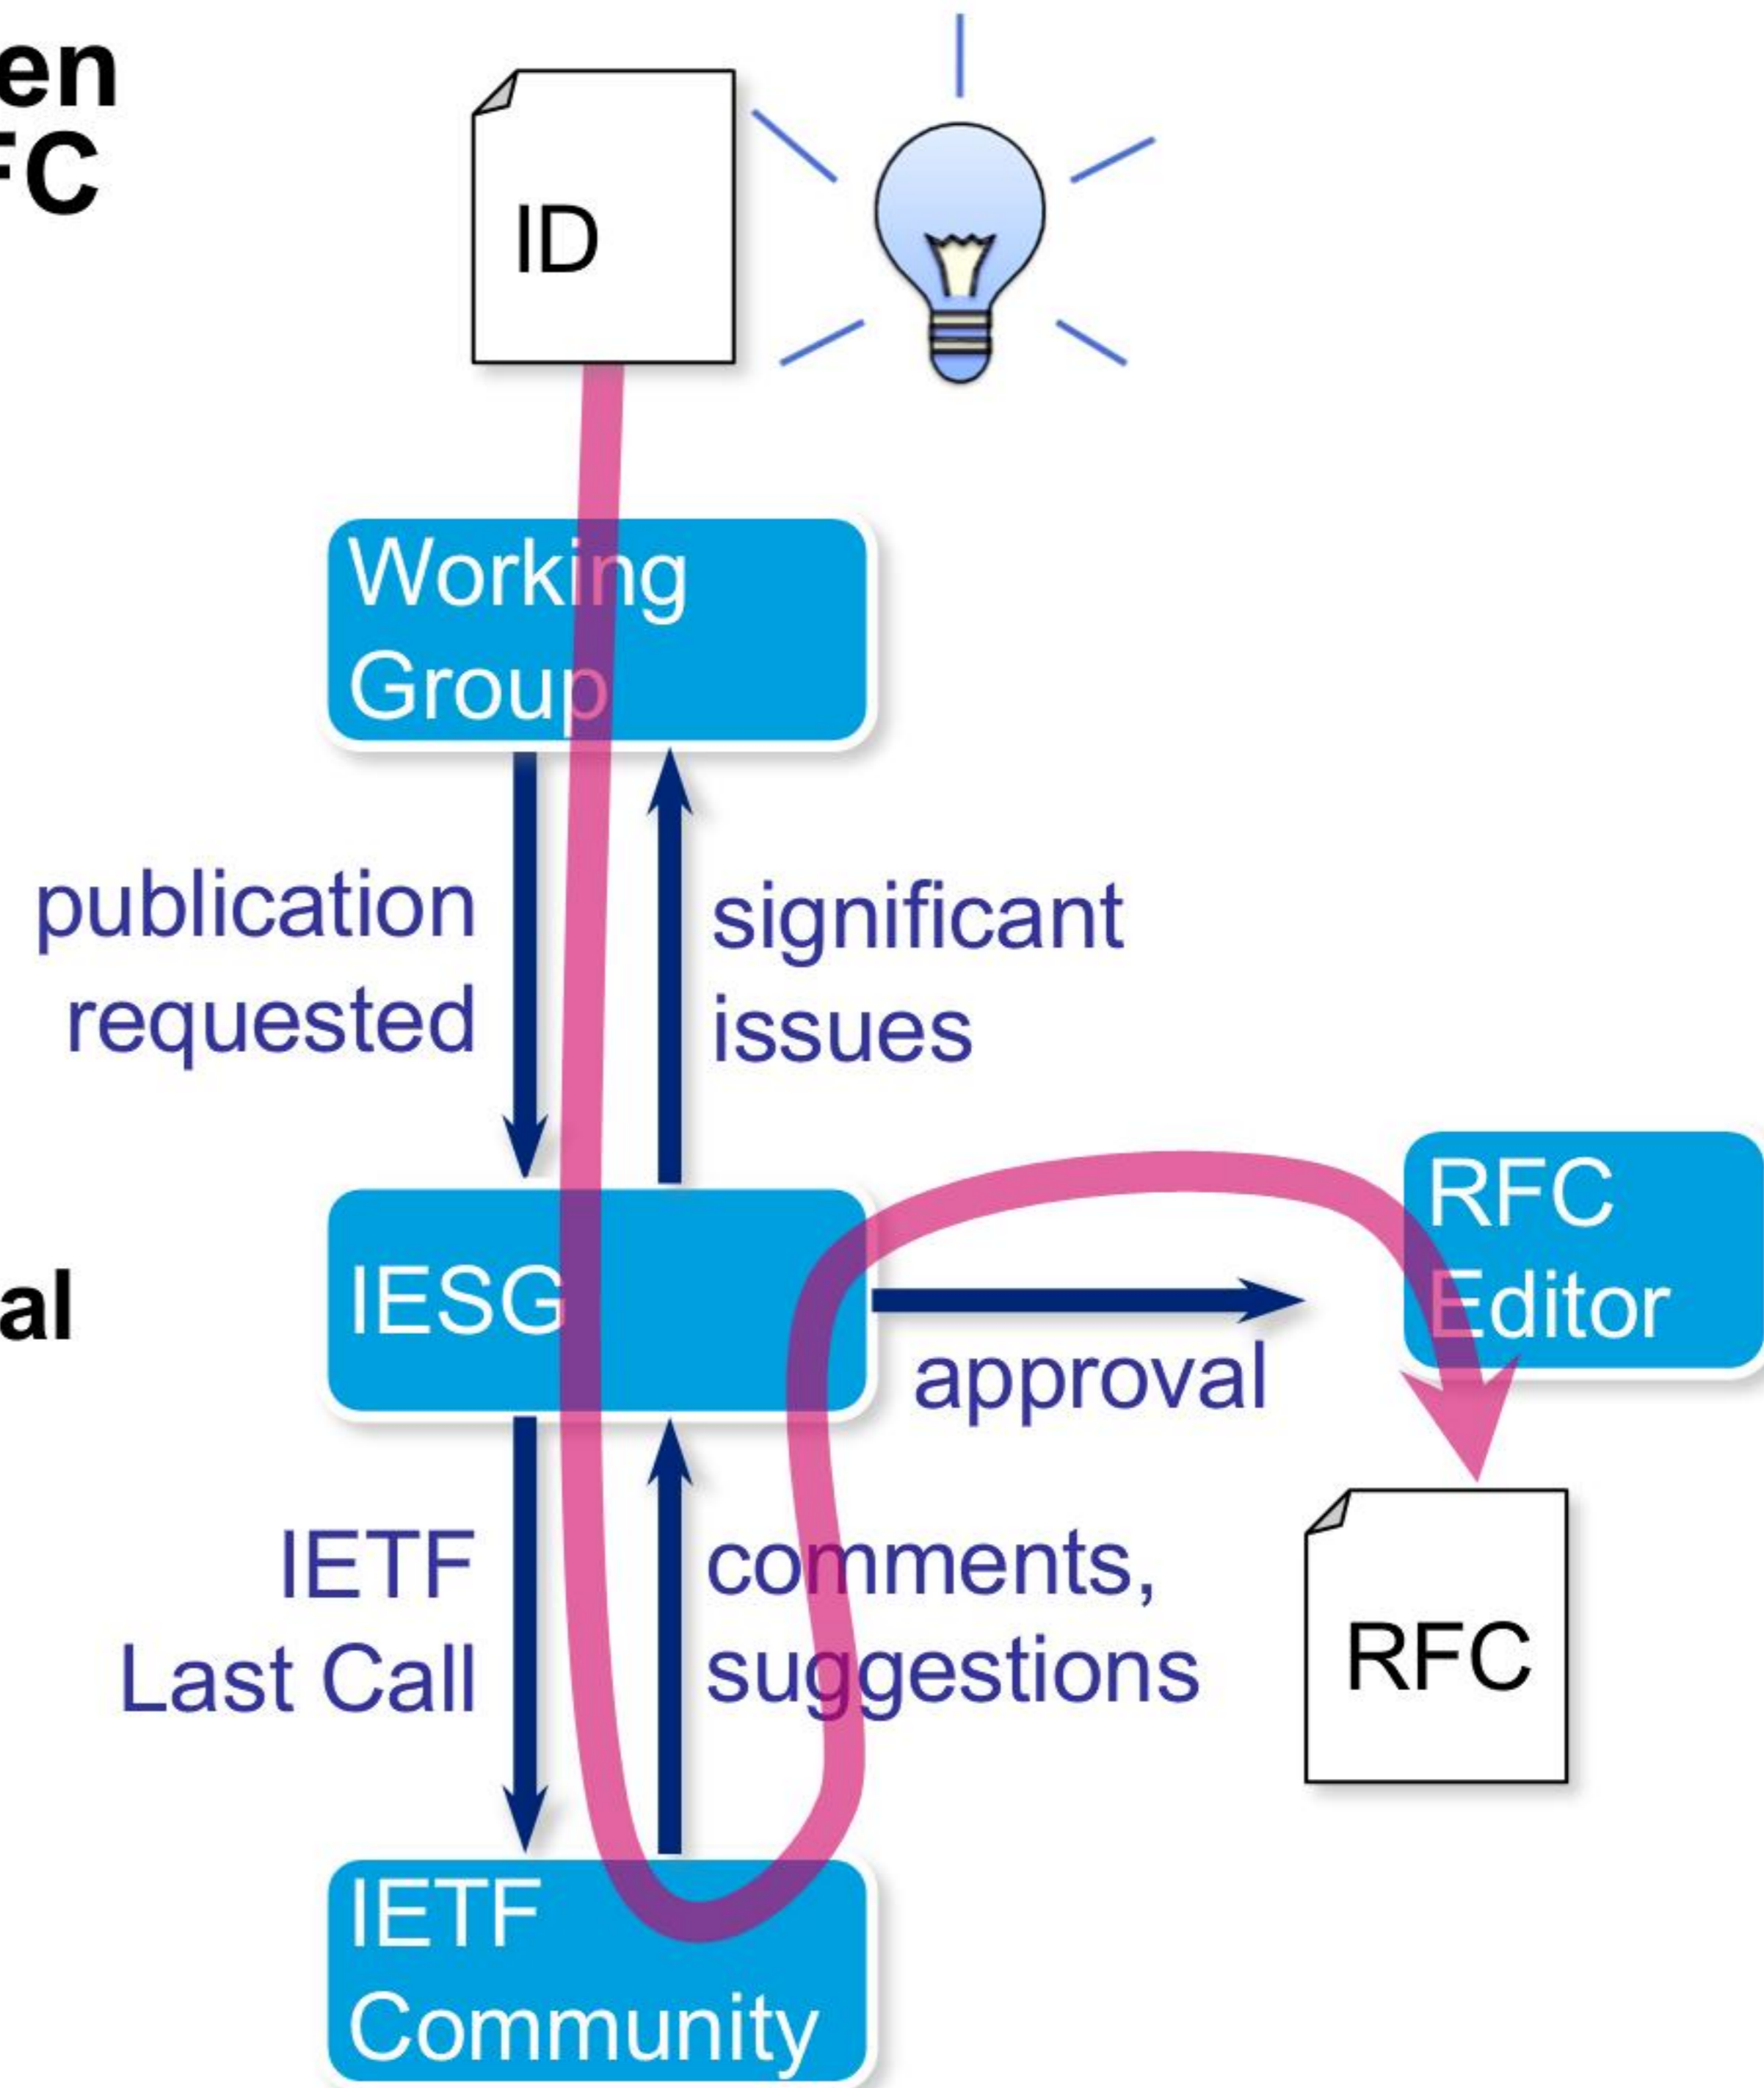 en
FC
ID
Working
Group
publication
requested
significant
issues
IESG
al
approval
RFC
Editor
IETF
Last Call
comments,
suggestions
RFC
IETF
Community